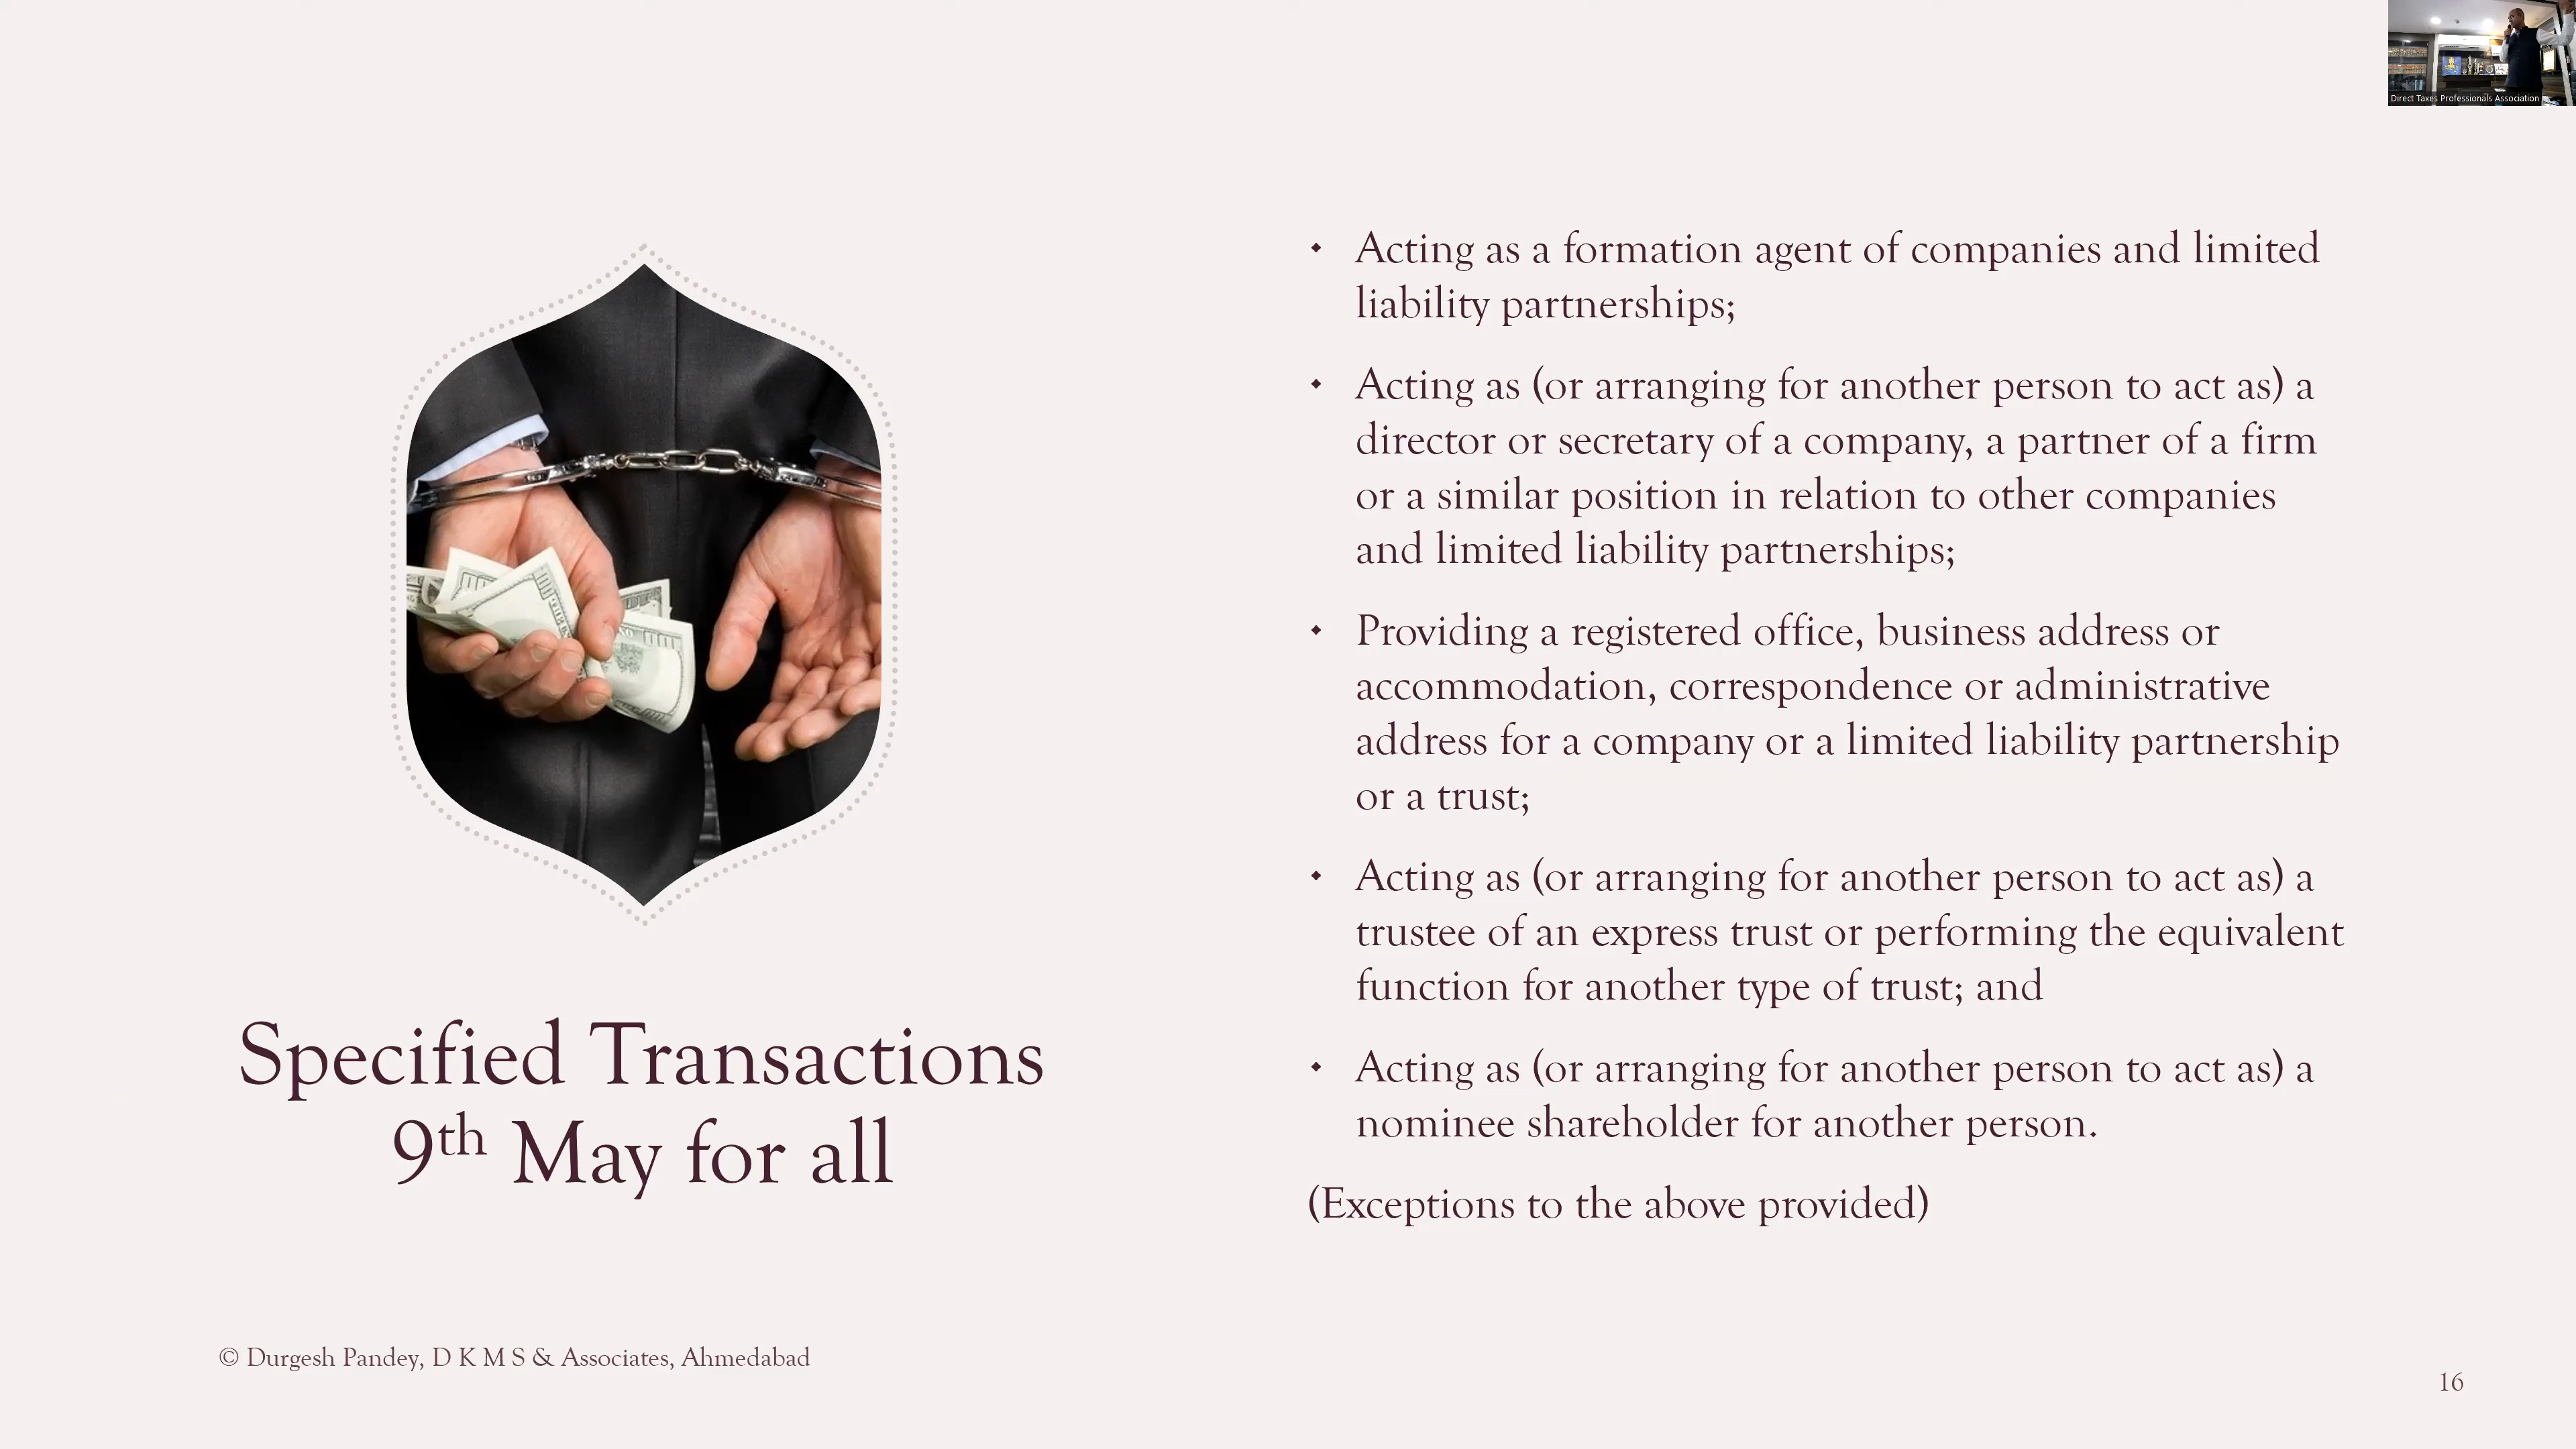 Direct Taxes Professionals Association
• Acting as a formation agent of companies and limited
liability partnerships;
• Acting as (or arranging for another person to act as) a
director or secretary of a company, a partner of a firm
or a similar position in relation to other companies
and limited liability partnerships;
• Providing a registered office, business address or
accommodation, correspondence or administrative
address for a company or a limited liability partnership
or a trust;
• Acting as (or arranging for another person to act as) a
trustee of an express trust or performing the equivalent
function for another type of trust; and
• Acting as (or arranging for another person to act as) a
nominee shareholder for another person.
(Exceptions to the above provided)
Specified Transactions
9th May for all
© Durgesh Pandey, D K M S & Associates, Ahmedabad
16